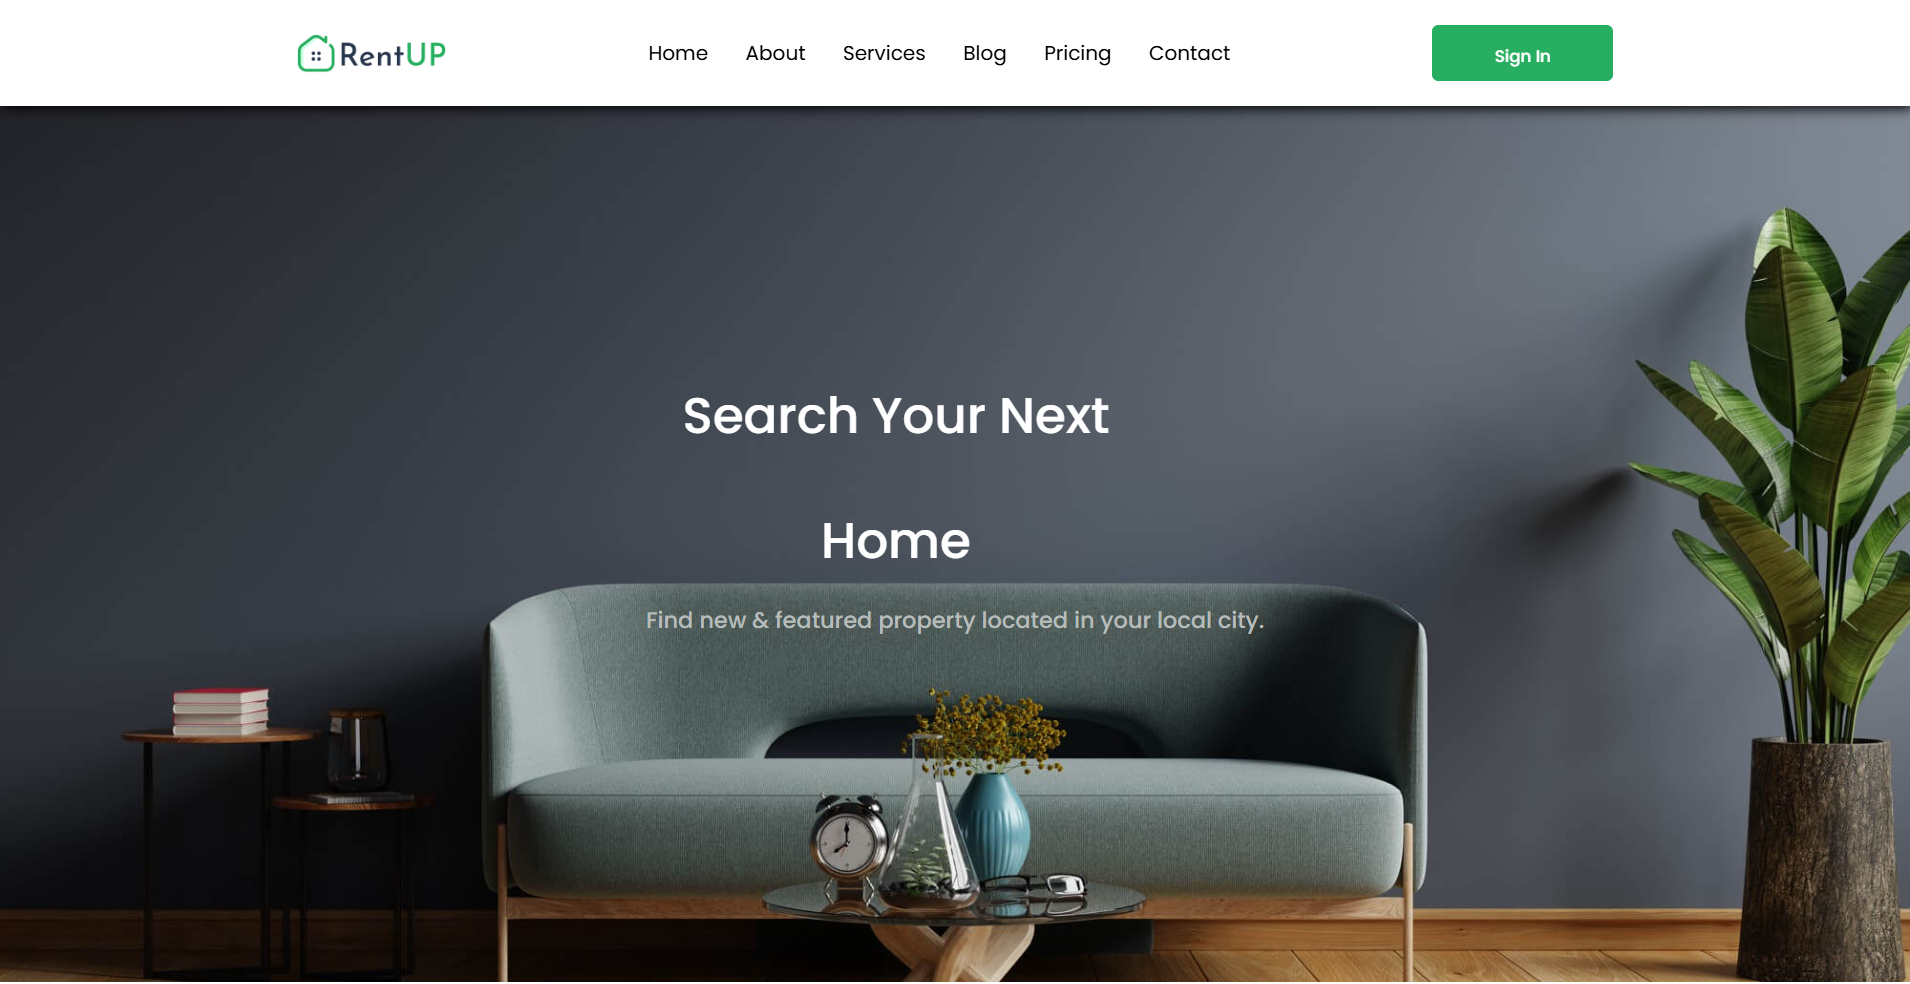 RentUP
Home About Services Blog Pricing Contact
Sign In
Search Your Next
Home
Find new & featured property located in your local city.